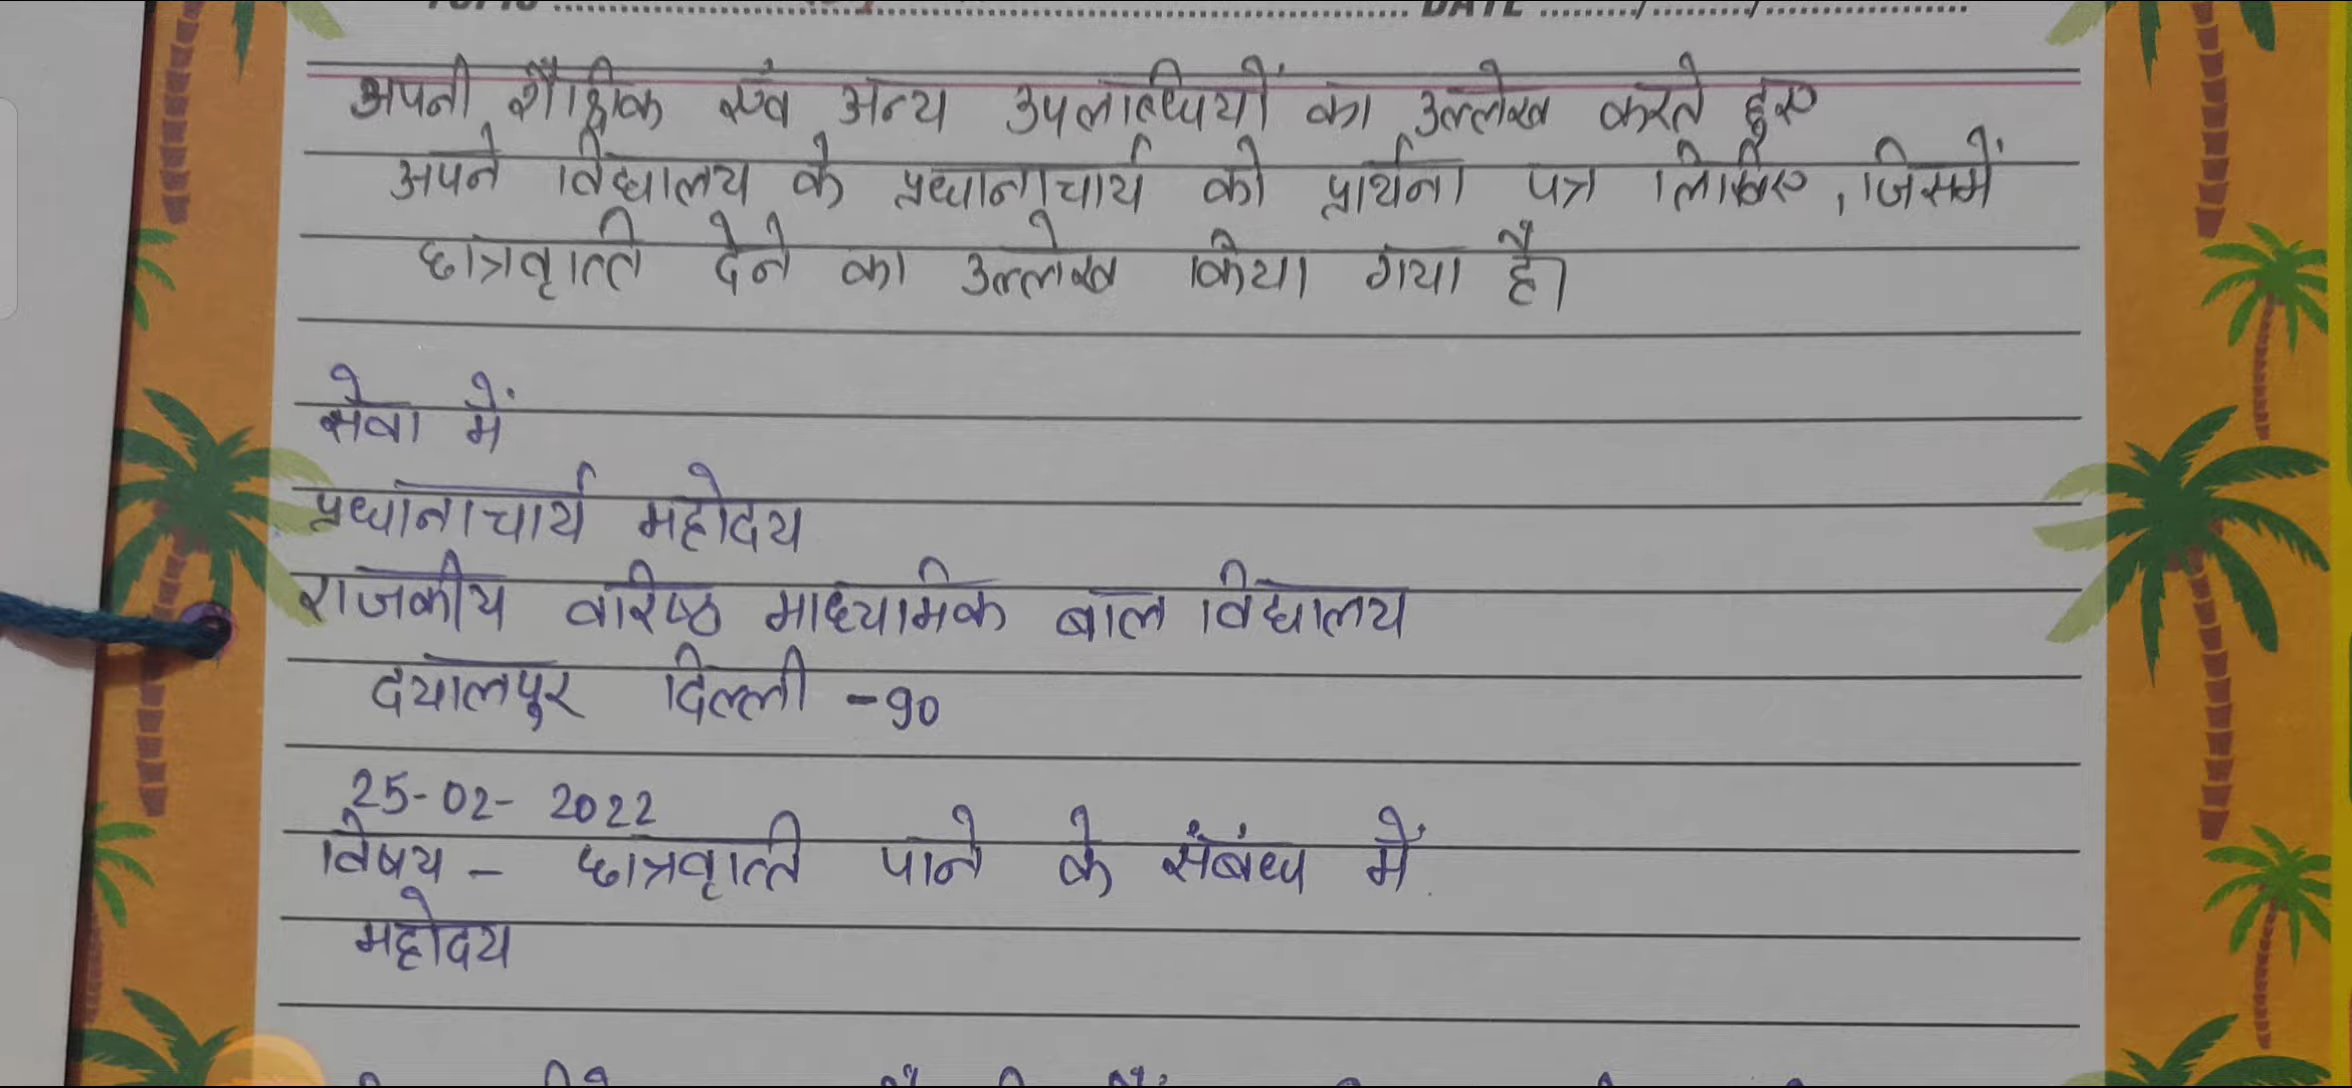 DATE ......../........./....................
अपनी शैक्षिक एवं अन्य उपलब्धियों का उल्लेख करते हुए
अपने विद्यालय के प्रधानाचार्य को प्रार्थना पत्र लिखिए, जिसमें
छात्रवृत्ति देने का उल्लेख किया गया है।
सेवा में
प्रधानाचार्य महोदय
राजकीय वरिष्ठ माध्यमिक बाल विद्यालय
दयालपुर दिल्ली -90
25-02-2022
विषय - छात्रवृत्ति पाने के संबंध में
महोदय